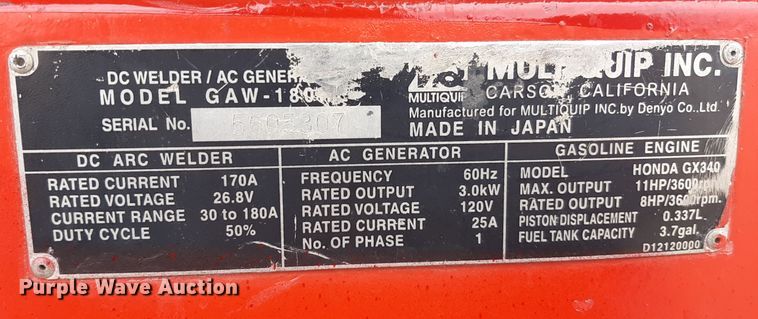 DC WELDER / AC GENERA
MODEL GAW-180
SERIAL No. 5605307
MULTIQUIP
MULTIQUIP INC.
CARSON, CALIFORNIA
Manufactured for MULTIQUIP INC. by Denyo Co., Ltd.
MADE IN JAPAN
DC ARC WELDER
RATED CURRENT 170A
RATED VOLTAGE 26.8V
CURRENT RANGE 30 to 180A
DUTY CYCLE 50%
AC GENERATOR
FREQUENCY 60Hz
RATED OUTPUT 3.0kW
RATED VOLTAGE 120V
RATED CURRENT 25A
No. OF PHASE 1
GASOLINE ENGINE
MODEL HONDA GX340
MAX. OUTPUT 11HP/3600rpm.
RATED OUTPUT 8HP/3600rpm.
PISTON DISPLACEMENT 0.337L
FUEL TANK CAPACITY 3.7gal.
D12120000
Purple Wave Auction